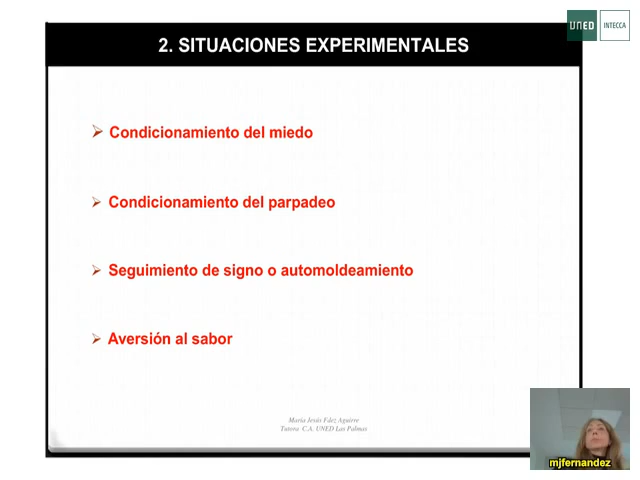 2. SITUACIONES EXPERIMENTALES
UNED INTECCA
Condicionamiento del miedo
Condicionamiento del parpadeo
Seguimiento de signo o automoldeamiento
Aversión al sabor
María Jesús Fdez Aguirre
Tutora C.A. UNED Las Palmas
mjfernandez